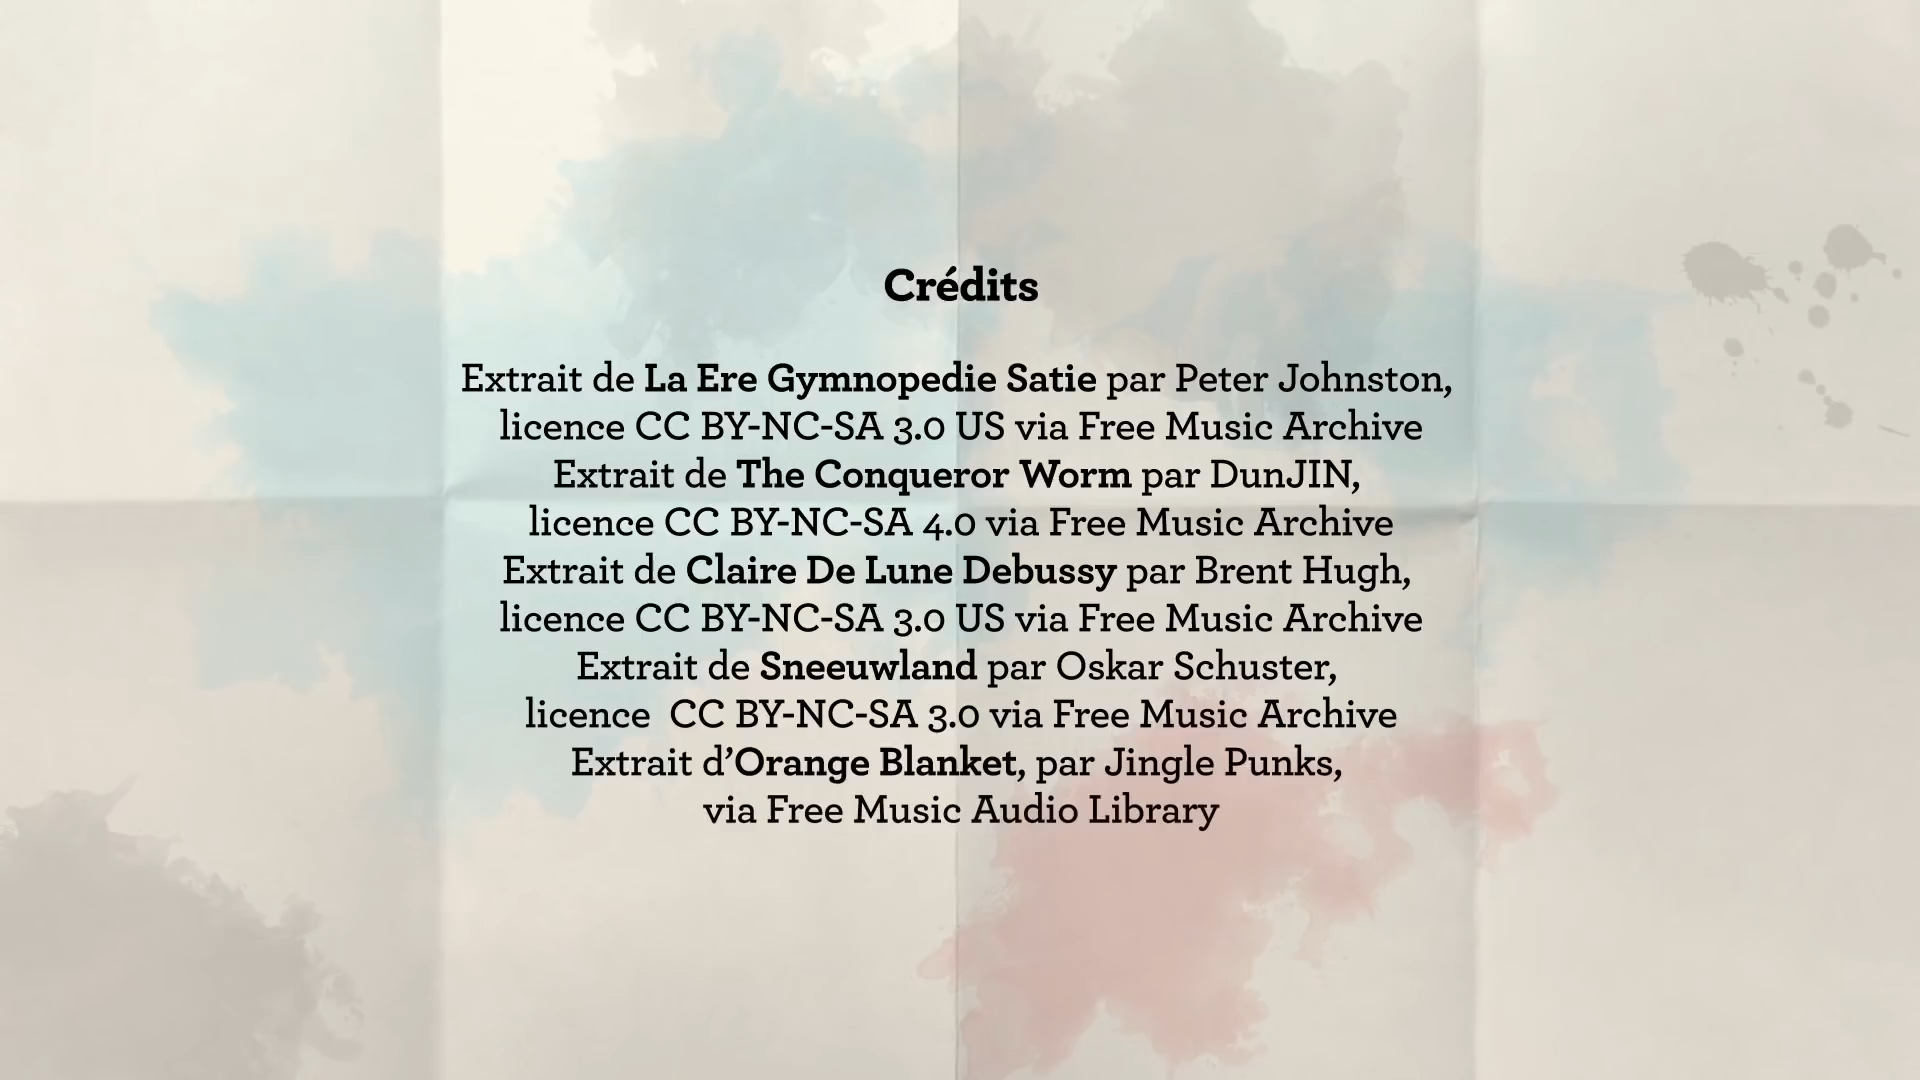 Crédits
Extrait de La Ere Gymnopedie Satie par Peter Johnston,
licence CC BY-NC-SA 3.0 US via Free Music Archive
Extrait de The Conqueror Worm par DunJIN,
licence CC BY-NC-SA 4.0 via Free Music Archive
Extrait de Claire De Lune Debussy par Brent Hugh,
licence CC BY-NC-SA 3.0 US via Free Music Archive
Extrait de Sneeuwland par Oskar Schuster,
licence  CC BY-NC-SA 3.0 via Free Music Archive
Extrait d’Orange Blanket, par Jingle Punks,
via Free Music Audio Library